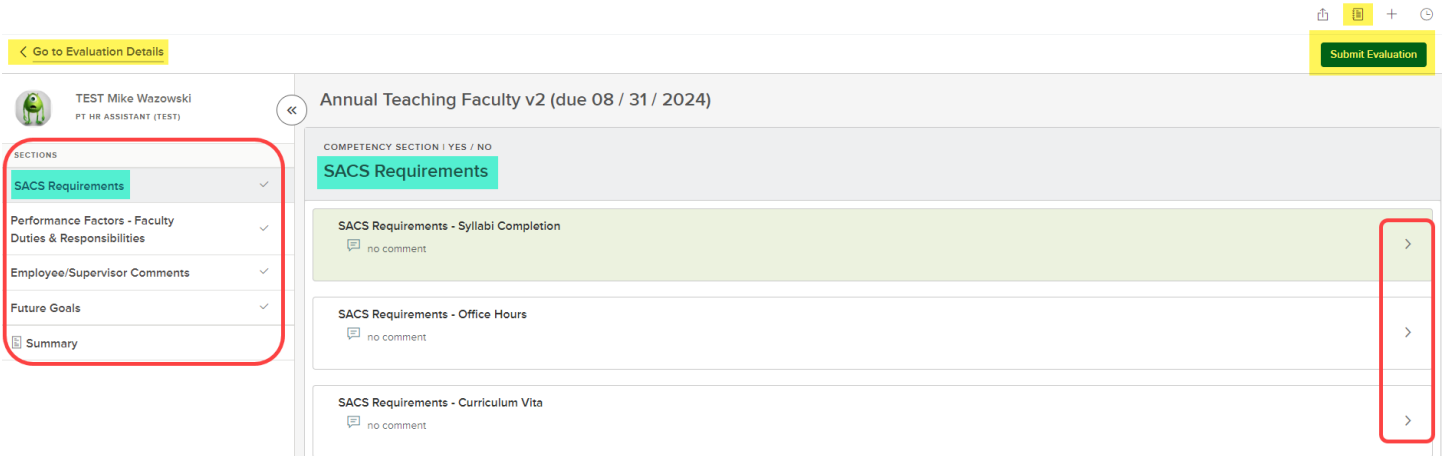 Go to Evaluation Details
Submit Evaluation
TEST Mike Wazowski
PT HR ASSISTANT (TEST)
SECTIONS
SACS Requirements
Performance Factors - Faculty
Duties & Responsibilities
Employee/Supervisor Comments
Future Goals
Summary
Annual Teaching Faculty v2 (due 08 / 31 / 2024)
COMPETENCY SECTION | YES / NO
SACS Requirements
SACS Requirements - Syllabi Completion
no comment
SACS Requirements - Office Hours
no comment
SACS Requirements - Curriculum Vita
no comment